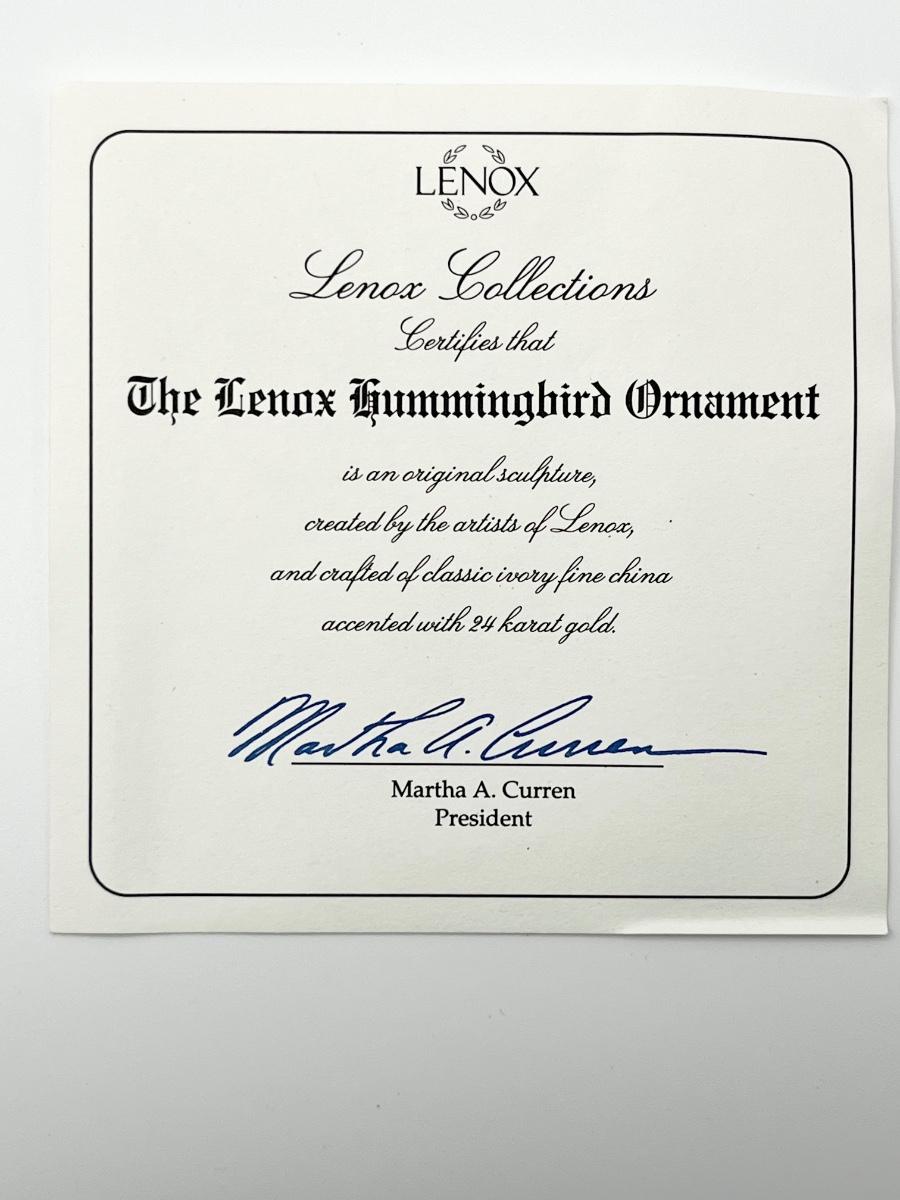 LENOX
Lenox Collections
Certifies that
The Lenox Hummingbird Ornament
is an original sculpture,
created by the artists of Lenox,
and crafted of classic ivory fine china
accented with 24 karat gold.
Martha A. Curren
Martha A. Curren
President